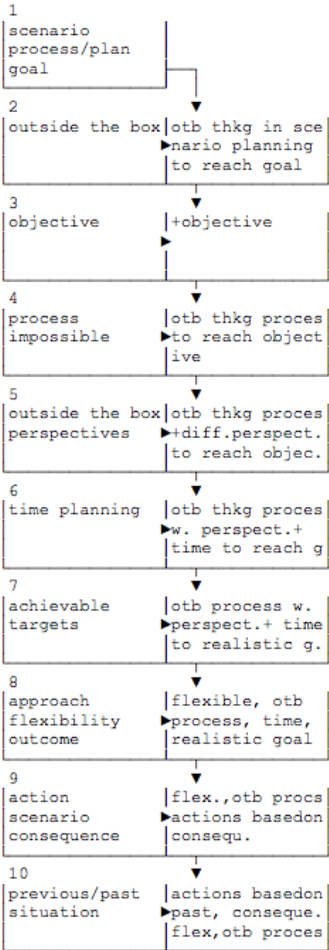 1
scenario
process/plan
goal
2
outside the box otb thkg in sce
nario planning
to reach goal
3
objective +objective
4
process otb thkg proces
impossible to reach object
ive
5
outside the box otb thkg proces
perspectives +diff.perspect.
to reach objec.
6
time planning otb thkg proces
w. perspect.+
time to reach g
7
achievable otb process w.
targets perspect.+ time
to realistic g.
8
approach flexible, otb
flexibility process, time,
outcome realistic goal
9
action flex.,otb procs
scenario actions basedon
consequence consequ.
10
previous/past actions basedon
situation past, conseque.
flex,otb proces